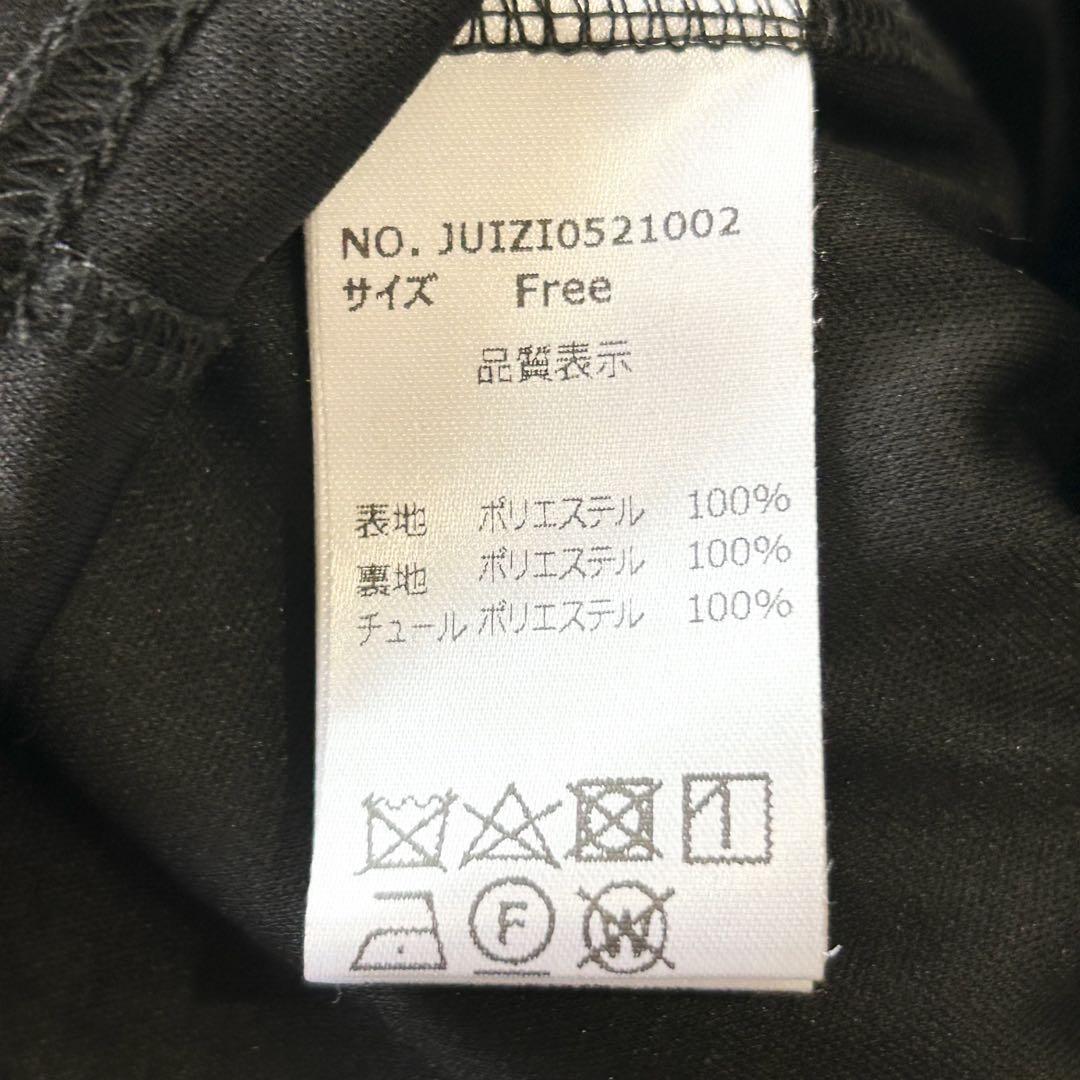 NO. JUIZI0521002
サイズ Free
品質表示
表地 ポリエステル 100%
裏地 ポリエステル 100%
チュール ポリエステル 100%
F
W